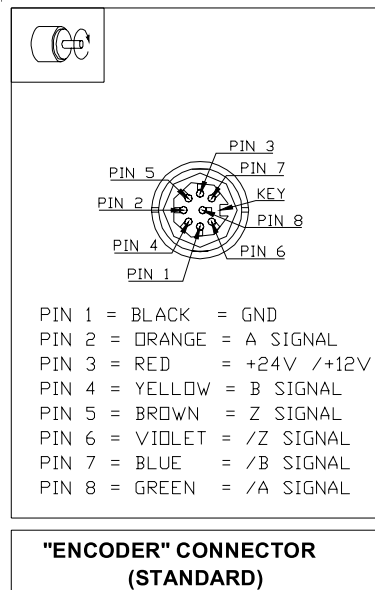 PIN 3
PIN 5
PIN 7
KEY
PIN 2
PIN 8
PIN 4
PIN 6
PIN 1
PIN 1 = BLACK = GND
PIN 2 = ORANGE = A SIGNAL
PIN 3 = RED = +24V /+12V
PIN 4 = YELLOW = B SIGNAL
PIN 5 = BROWN = Z SIGNAL
PIN 6 = VIOLET = /Z SIGNAL
PIN 7 = BLUE = /B SIGNAL
PIN 8 = GREEN = /A SIGNAL
"ENCODER" CONNECTOR
(STANDARD)